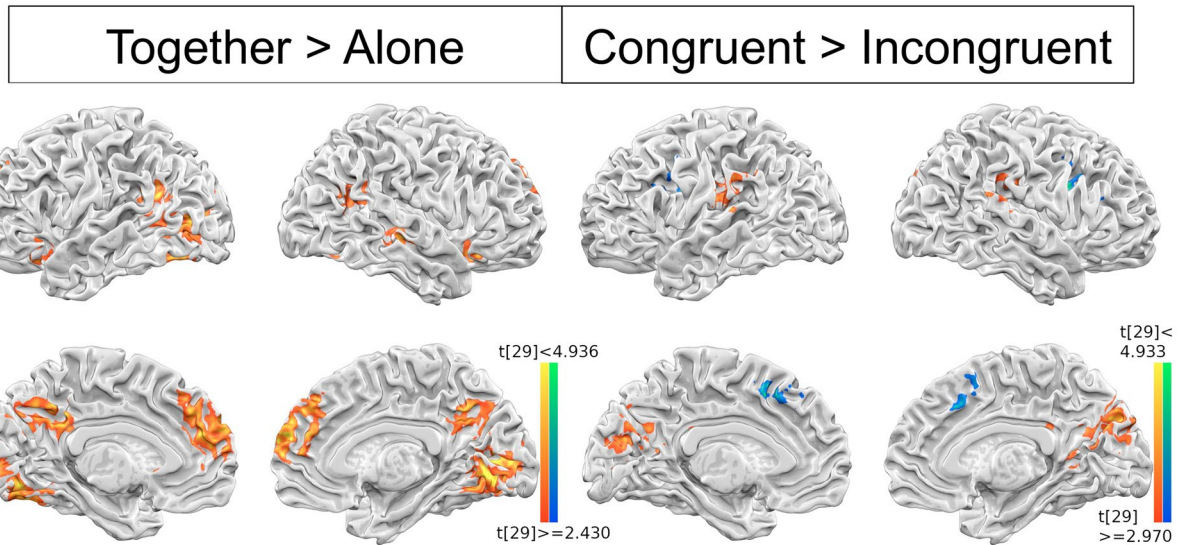 Together > Alone
Congruent > Incongruent
t[29]<4.936
t[29]>=2.430
t[29]<
4.933
t[29]
>=2.970